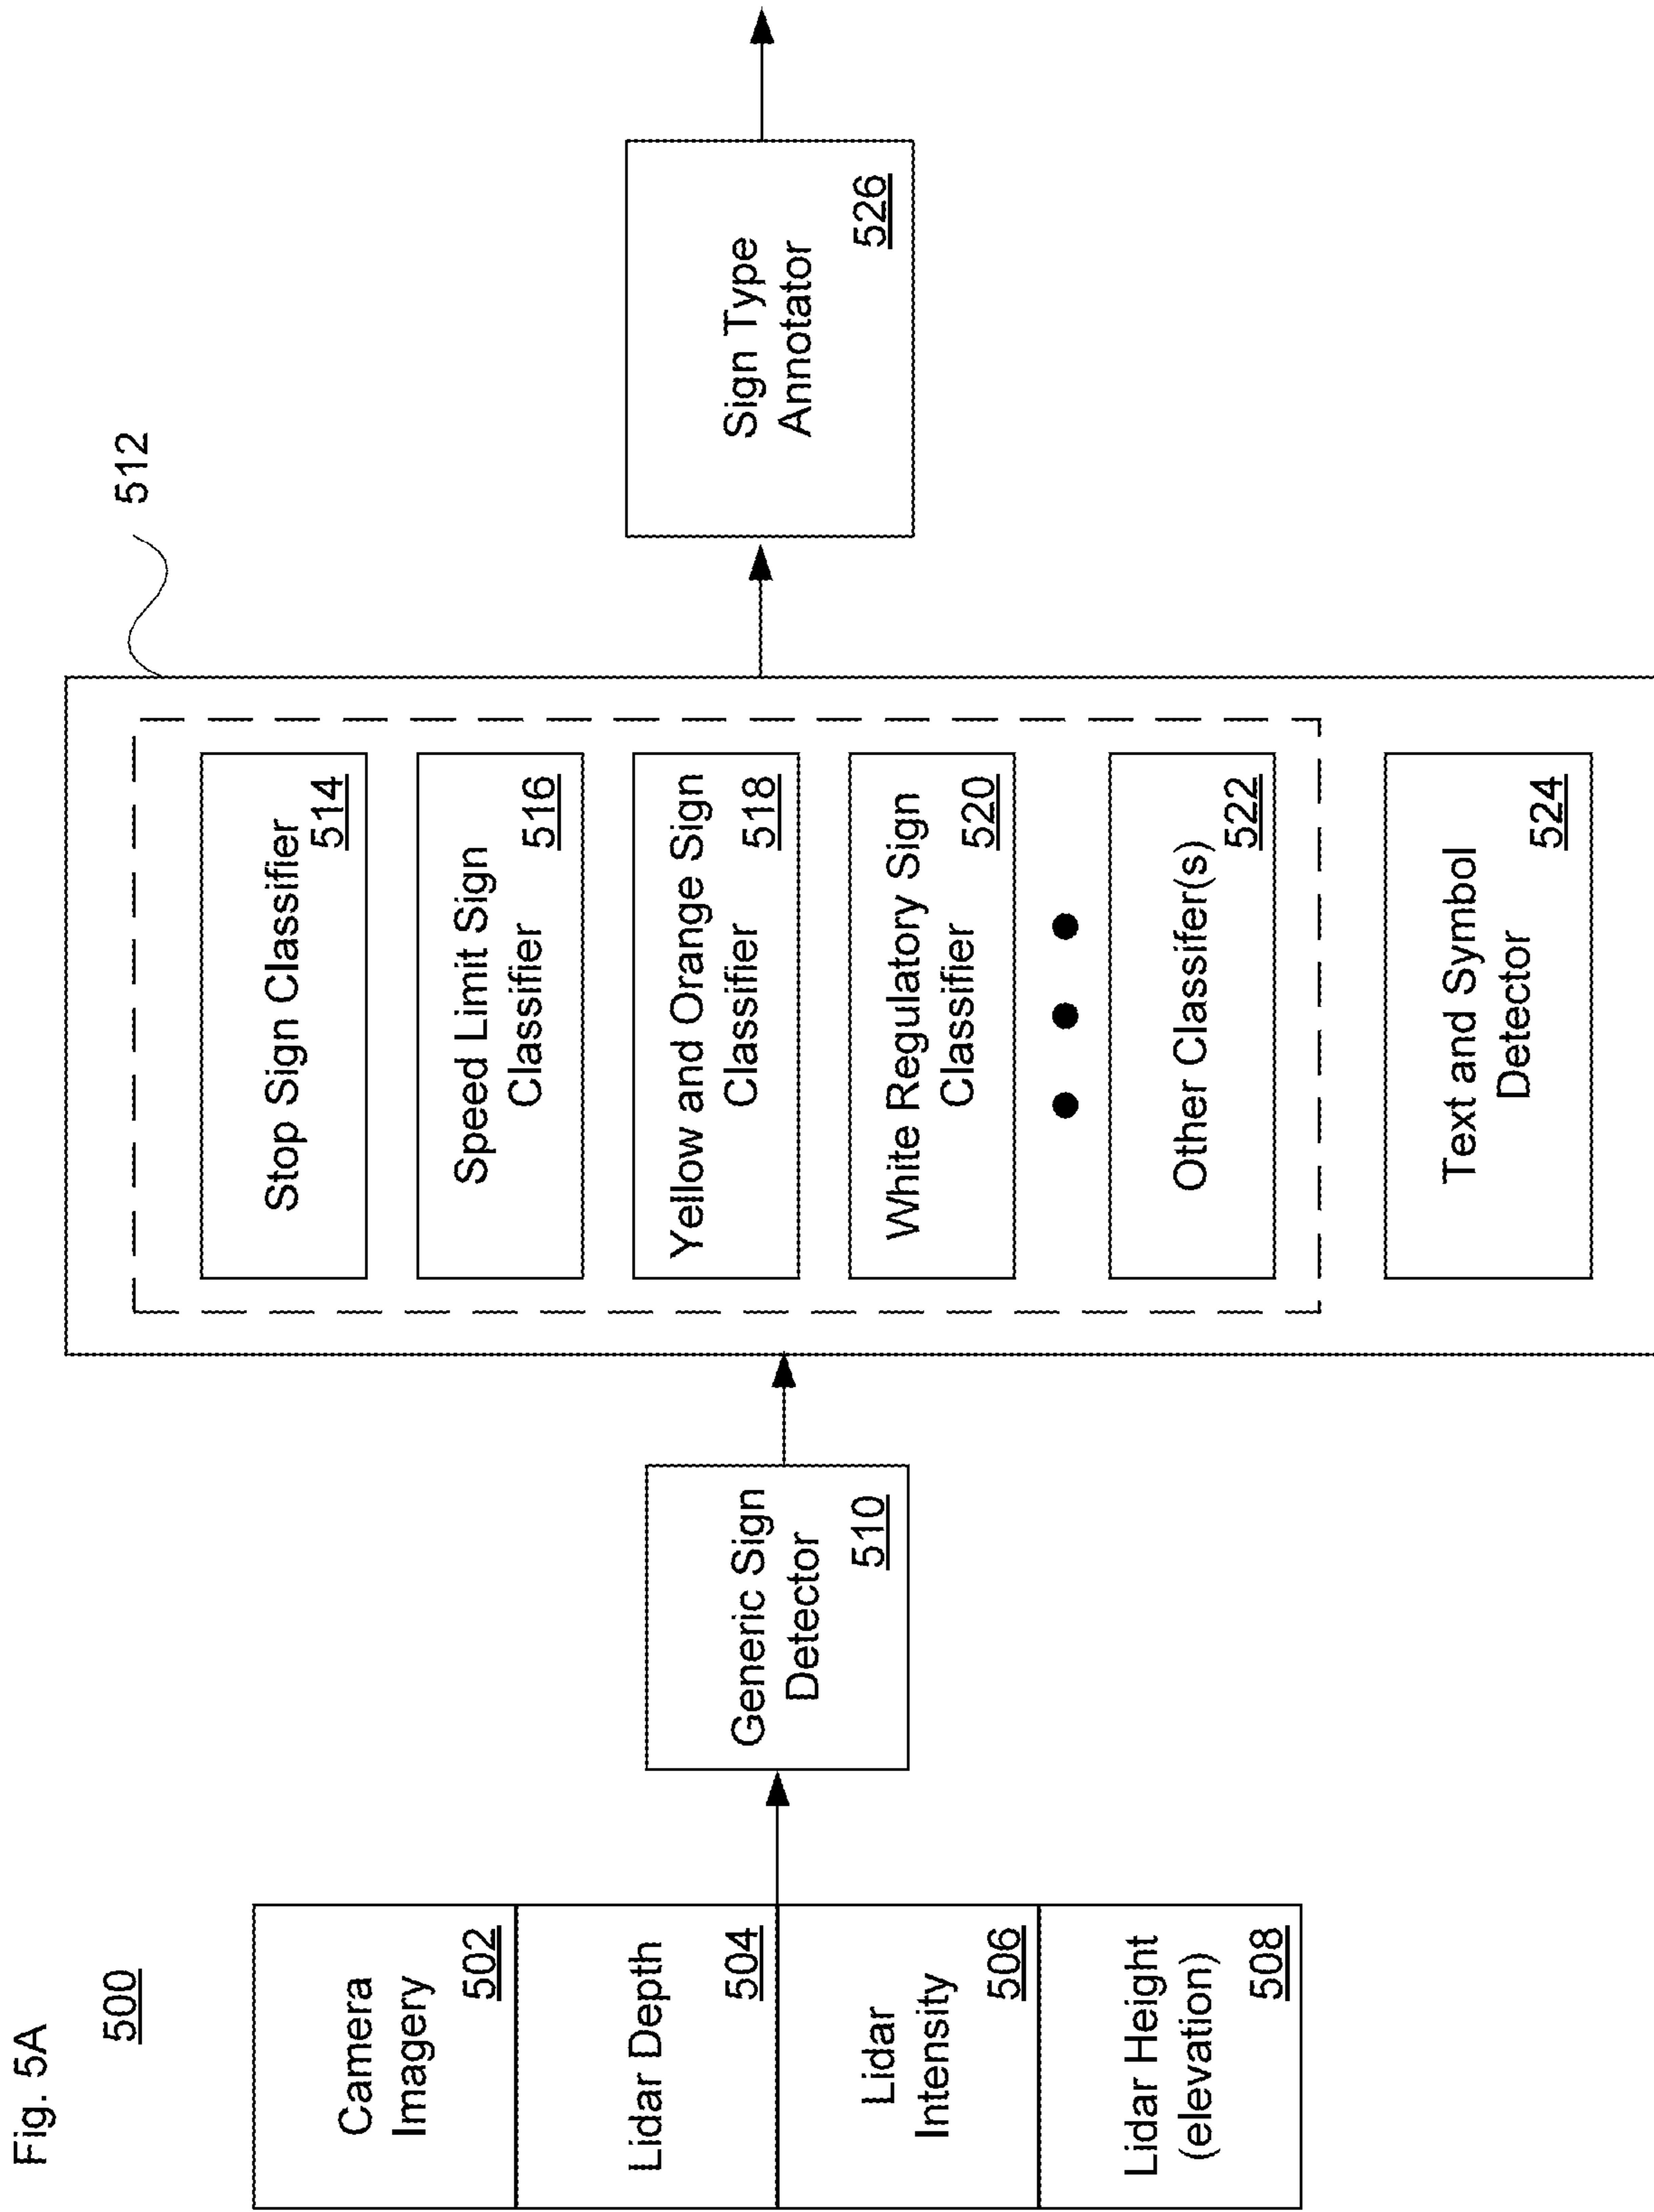 Fig. 5A
500
Camera
Imagery
502
Lidar Depth
504
Lidar
Intensity
506
Lidar Height
(elevation)
508
Generic Sign
Detector
510
512
Stop Sign Classifier
514
Speed Limit Sign
Classifier
516
Yellow and Orange Sign
Classifier
518
White Regulatory Sign
Classifier
520
Other Classifer(s)
522
Text and Symbol
Detector
524
Sign Type
Annotator
526